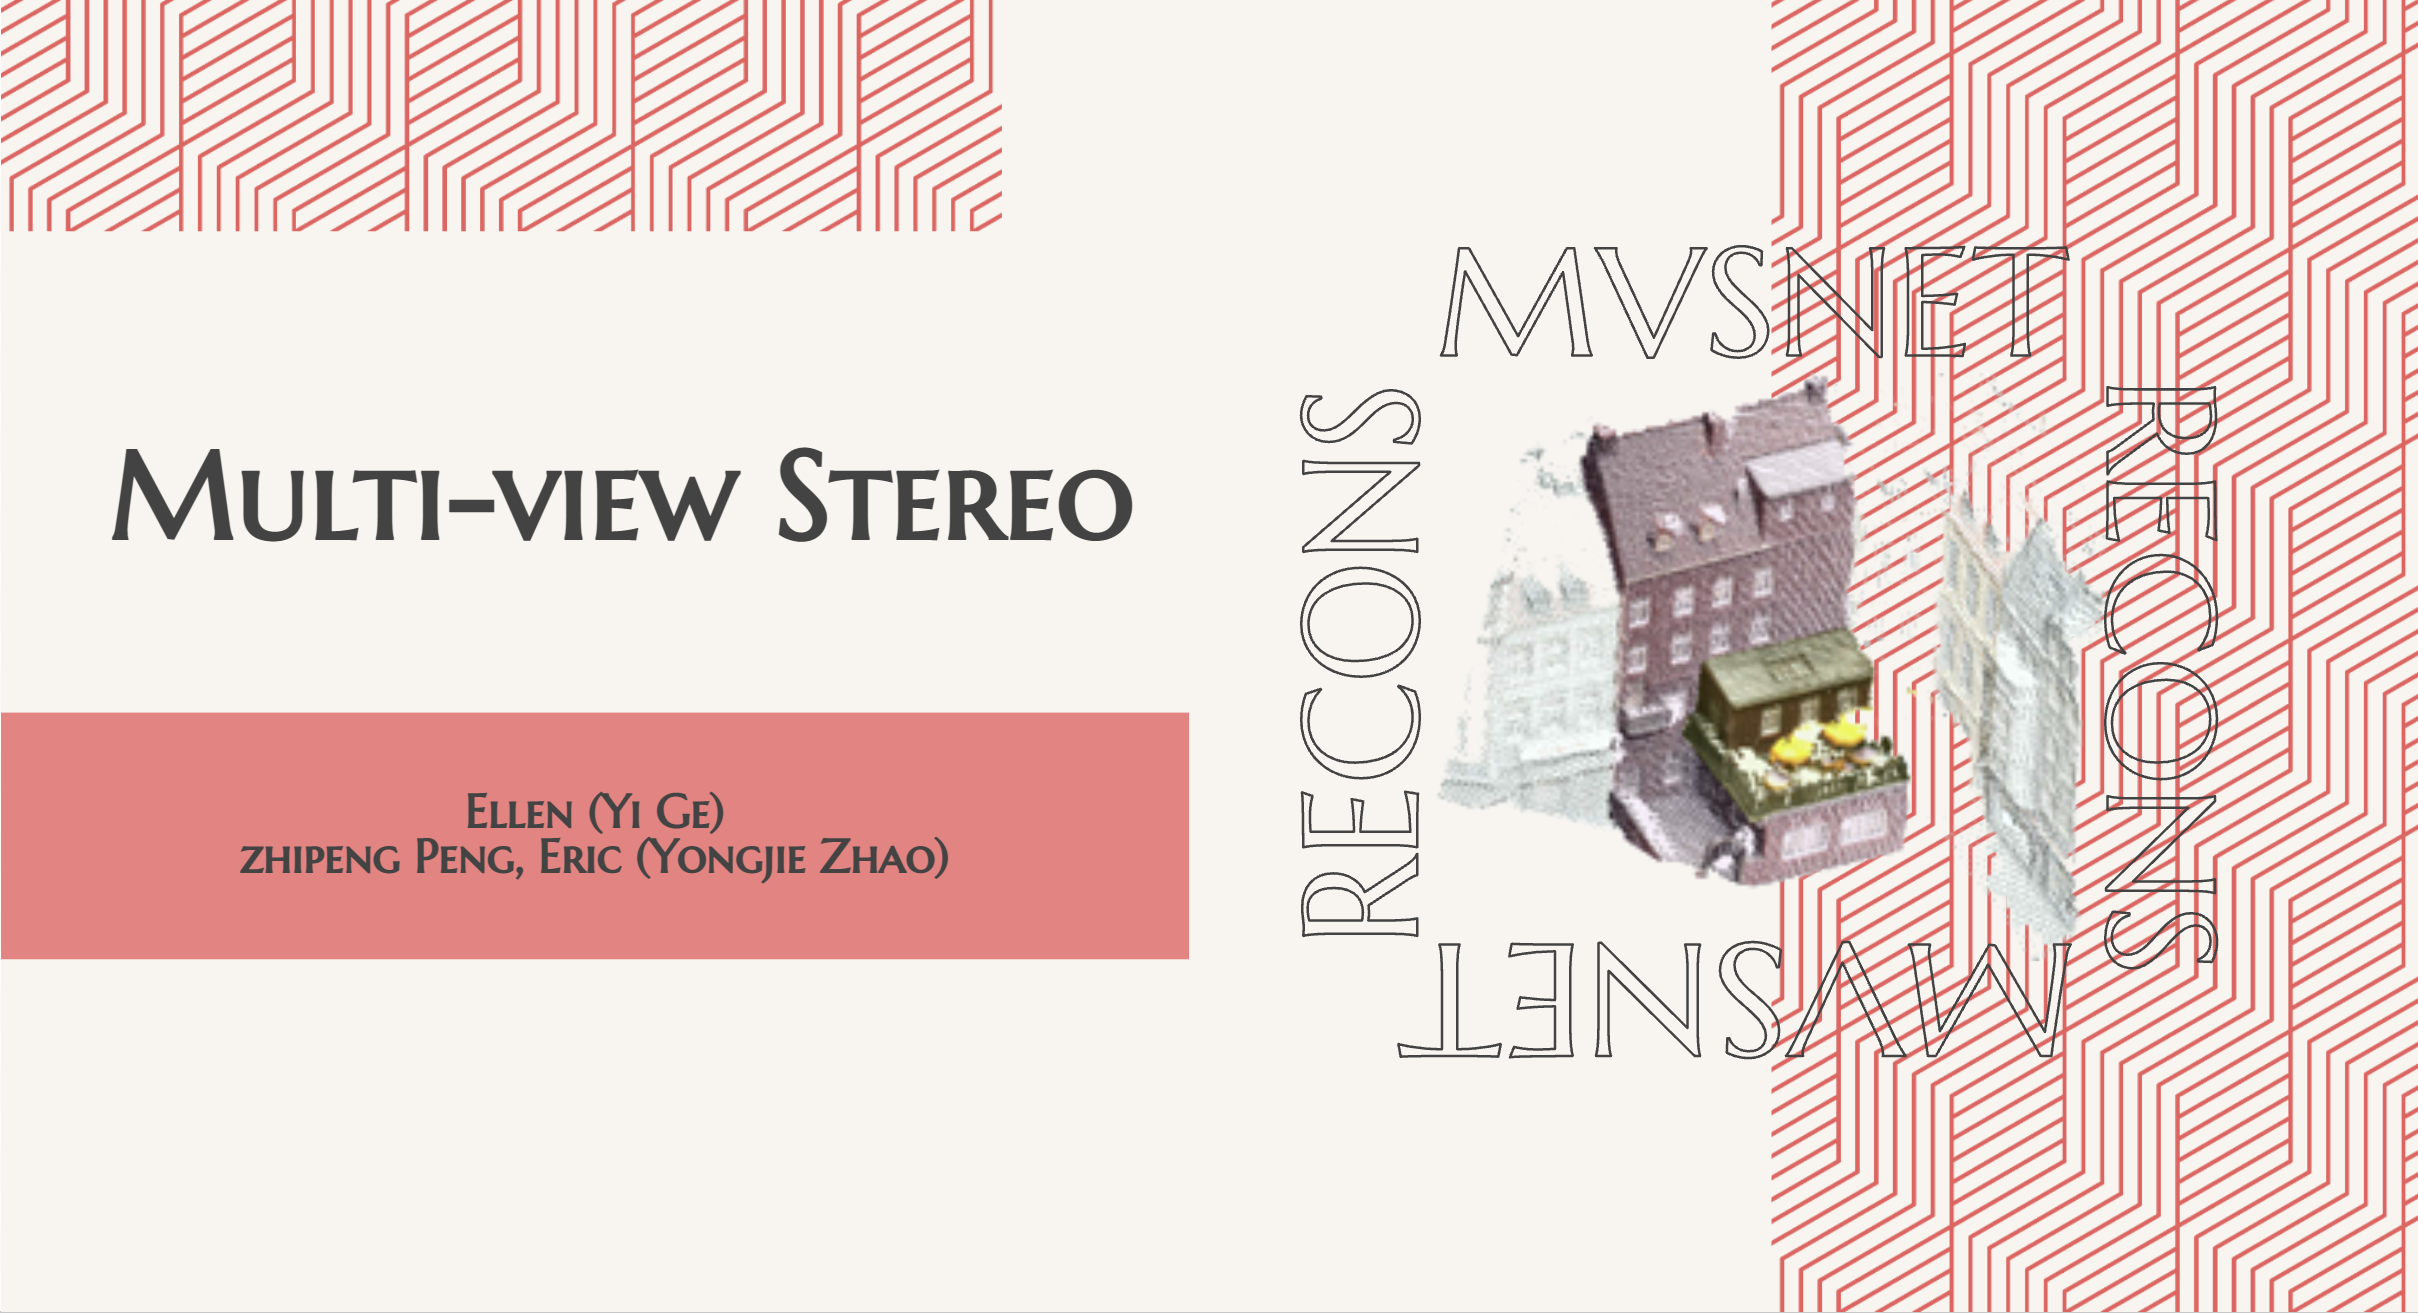 Multi-view Stereo
Ellen (Yi Ge)
zhipeng Peng, Eric (Yongjie Zhao)
MVSNET
RECONS
RECONS
MVSNET